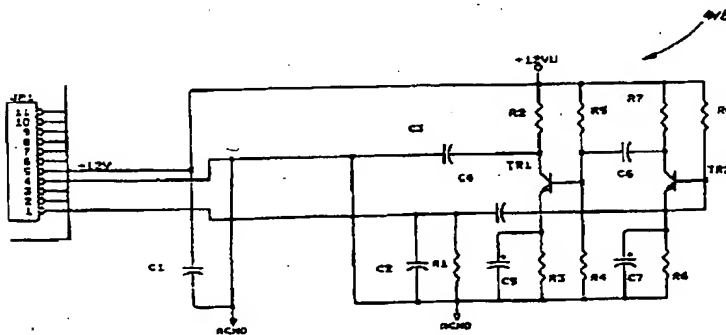 +12VU
JP1
11
10
9
8
7
6
5
4
3
2
1
-12V
C3
C4
R2
R5
R7
TR1
C6
C1
C2
R1
C5
R3
R4
C7
R6
AGND
AGND